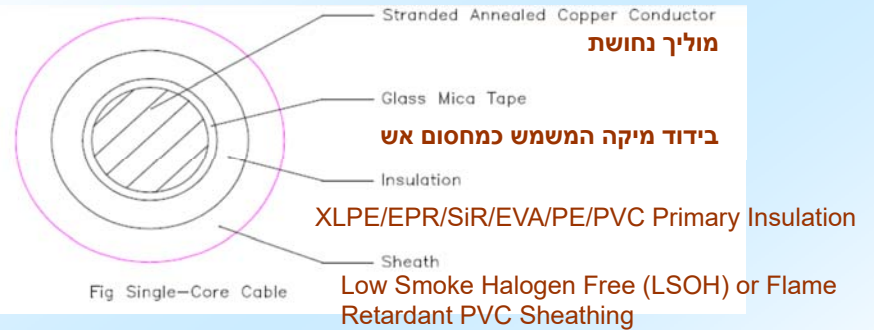 Stranded Annealed Copper Conductor
מוליך נחושת
Glass Mica Tape
בידוד מיקה המשמש כמחסום אש
Insulation
XLPE/EPR/SiR/EVA/PE/PVC Primary Insulation
Sheath
Low Smoke Halogen Free (LSOH) or Flame
Retardant PVC Sheathing
Fig Single-Core Cable